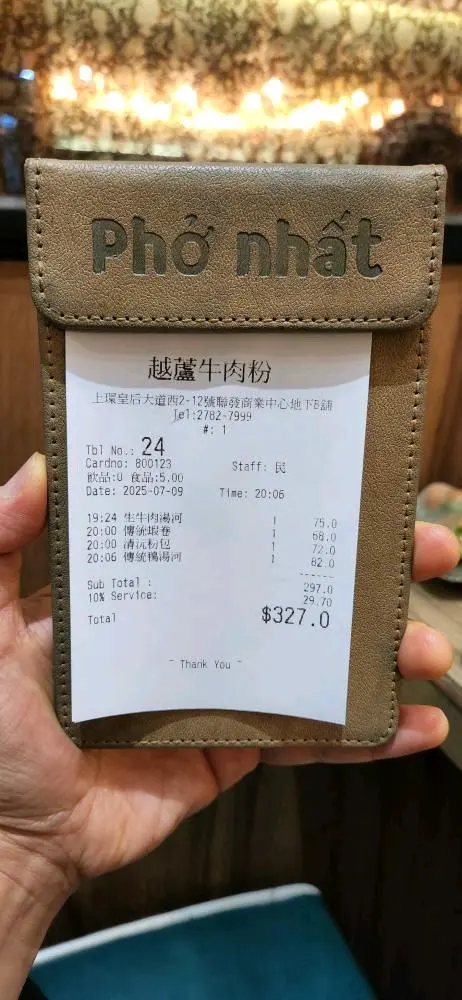 Phở nhất
越蘆牛肉粉
上環皇后大道西2-12號聯發商業中心地下B舖
Tel:2782-7999
#: 1
Tbl No.: 24
Cardno: 800123 Staff: 民
飲品:0 食品:5.00
Date: 2025-07-09 Time: 20:06
19:24 生牛肉湯河 1 75.0
20:00 傳統蝦卷 1 68.0
20:00 清沅粉包 1 72.0
20:06 傳統鴨湯河 1 82.0
------
Sub Total : 297.0
10% Service: 29.70
Total $327.0
~ Thank You ~